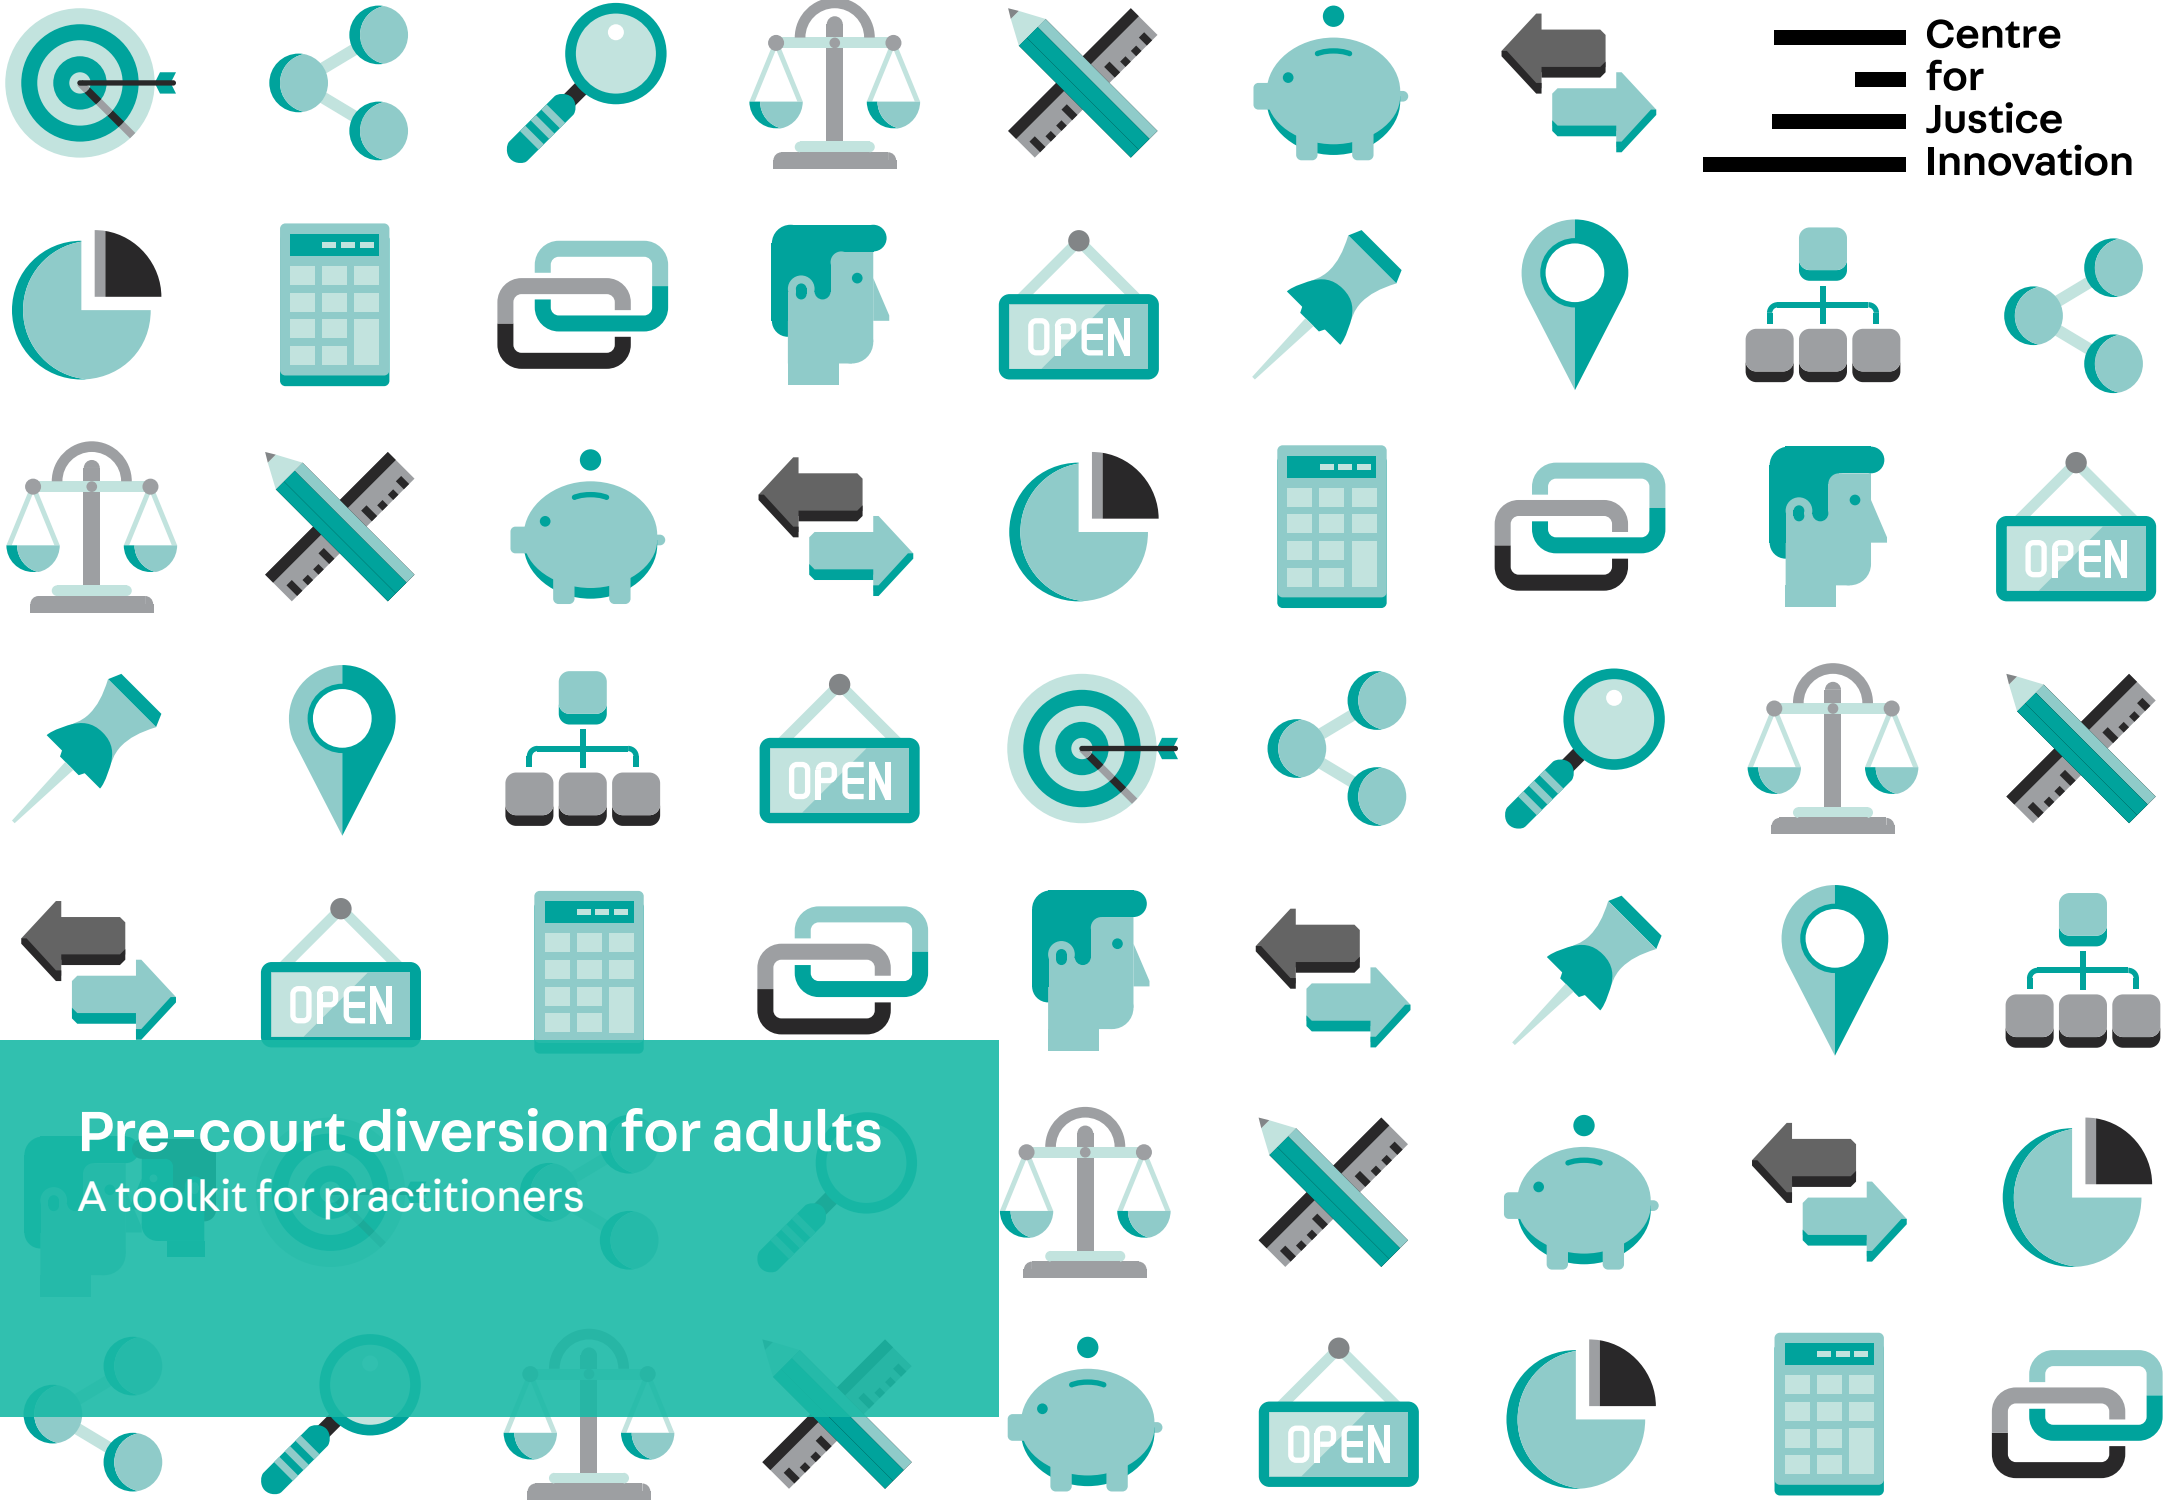 Centre
for
Justice
Innovation
OPEN
OPEN
OPEN
OPEN
Pre-court diversion for adults
A toolkit for practitioners
OPEN